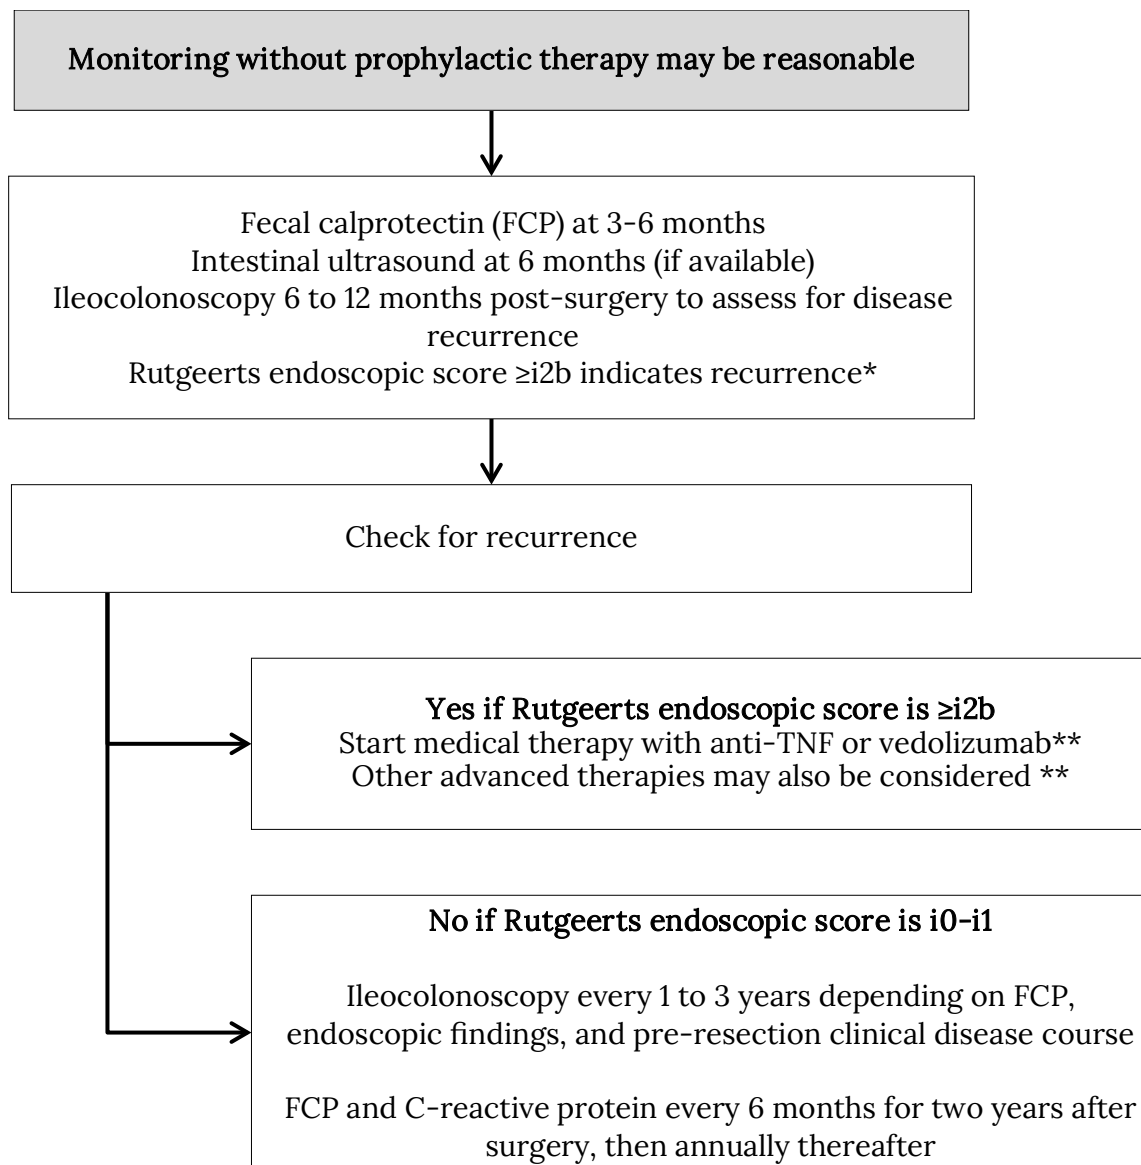 Monitoring without prophylactic therapy may be reasonable
Fecal calprotectin (FCP) at 3-6 months
Intestinal ultrasound at 6 months (if available)
Ileocolonoscopy 6 to 12 months post-surgery to assess for disease
recurrence
Rutgeerts endoscopic score ≥i2b indicates recurrence*
Check for recurrence
Yes if Rutgeerts endoscopic score is ≥i2b
Start medical therapy with anti-TNF or vedolizumab**
Other advanced therapies may also be considered **
No if Rutgeerts endoscopic score is i0-i1
Ileocolonoscopy every 1 to 3 years depending on FCP,
endoscopic findings, and pre-resection clinical disease course
FCP and C-reactive protein every 6 months for two years after
surgery, then annually thereafter